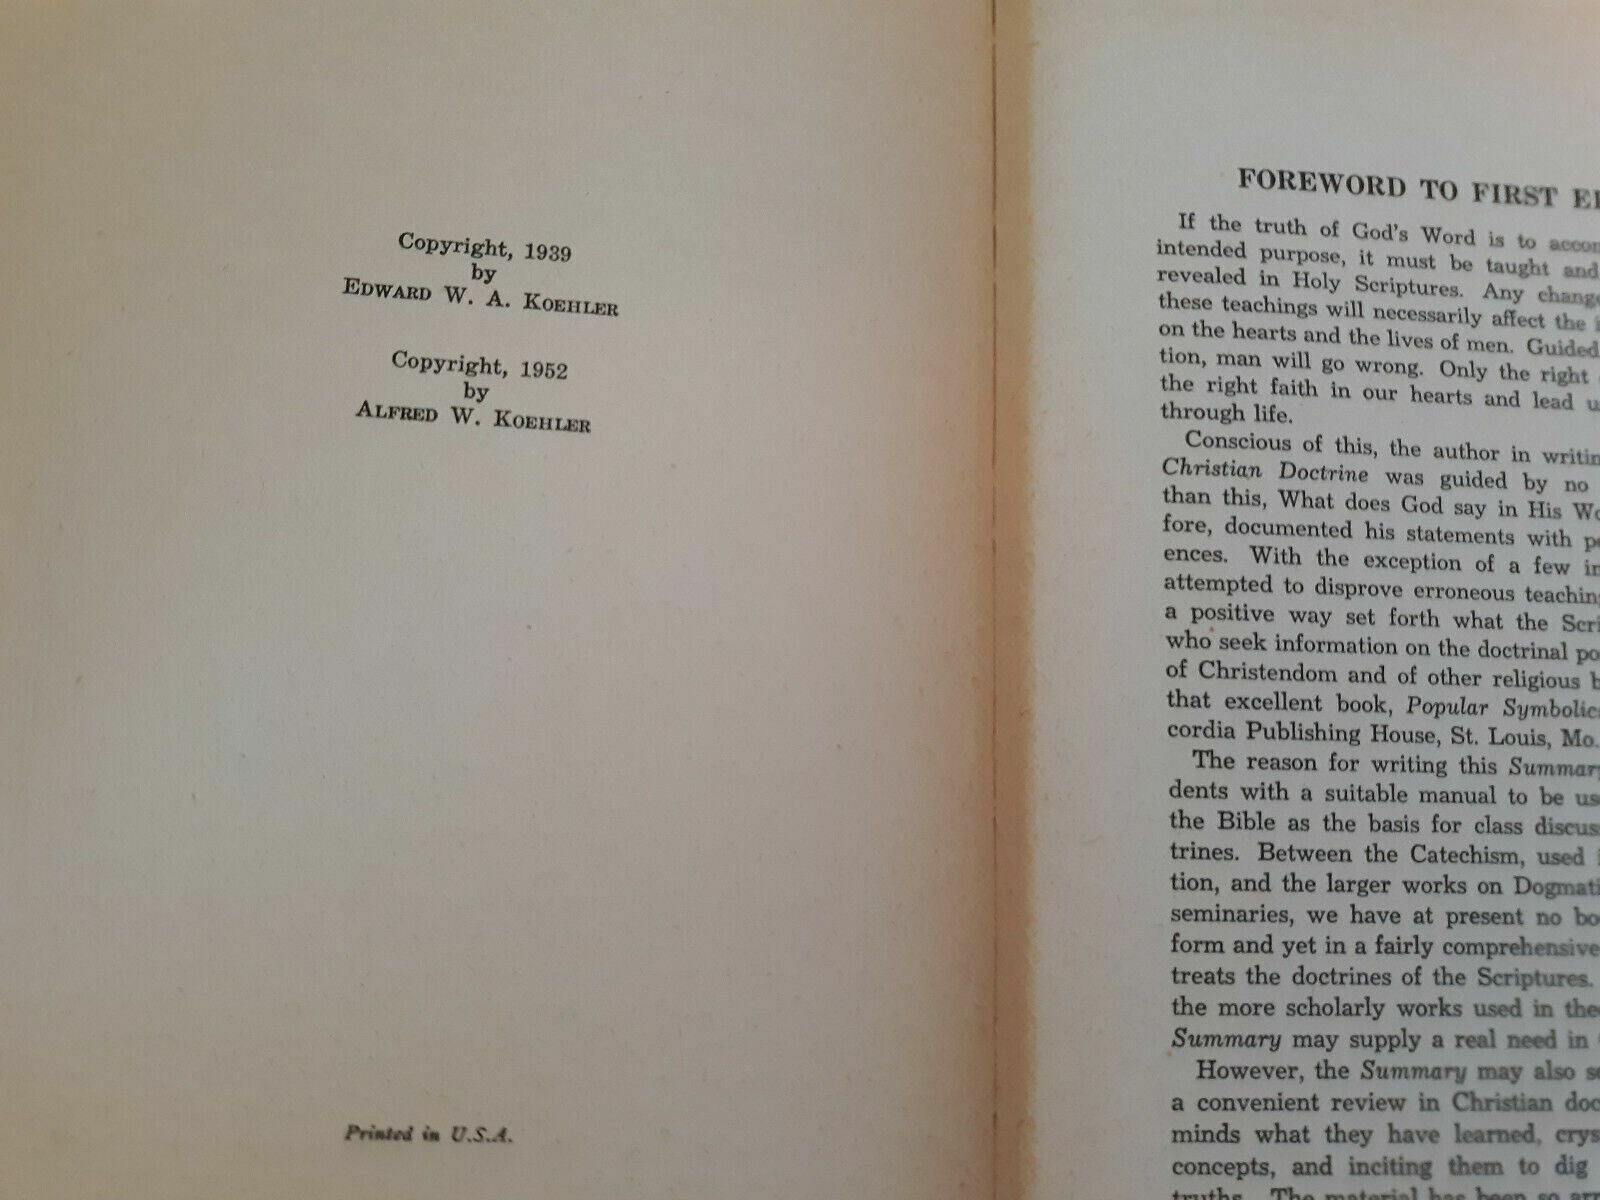 Copyright, 1939
by
EDWARD W. A. KOEHLER
Copyright, 1952
by
ALFRED W. KOEHLER
Printed in U.S.A.
FOREWORD TO FIRST
If the truth of God's Word is to
intended purpose, it must be taught and
revealed in Holy Scriptures. Any
these teachings will necessarily affect the
on the hearts and the lives of men. Guided
tion, man will go wrong. Only the right
the right faith in our hearts and lead
through life.
Conscious of this, the author in
Christian Doctrine was guided by no
than this, What does God say in His
fore, documented his statements with
ences. With the exception of a few
attempted to disprove erroneous
a positive way set forth what the
who seek information on the doctrinal
of Christendom and of other religious
that excellent book, Popular
cordia Publishing House, St. Louis, Mo.
The reason for writing this
dents with a suitable manual to be
the Bible as the basis for class
trines. Between the Catechism, used
tion, and the larger works on
seminaries, we have at present no
form and yet in a fairly comprehensive
treats the doctrines of the Scriptures.
the more scholarly works used in
Summary may supply a real need in
However, the Summary may also
a convenient review in Christian
minds what they have learned,
concepts, and inciting them to dig
truths. The material has been so